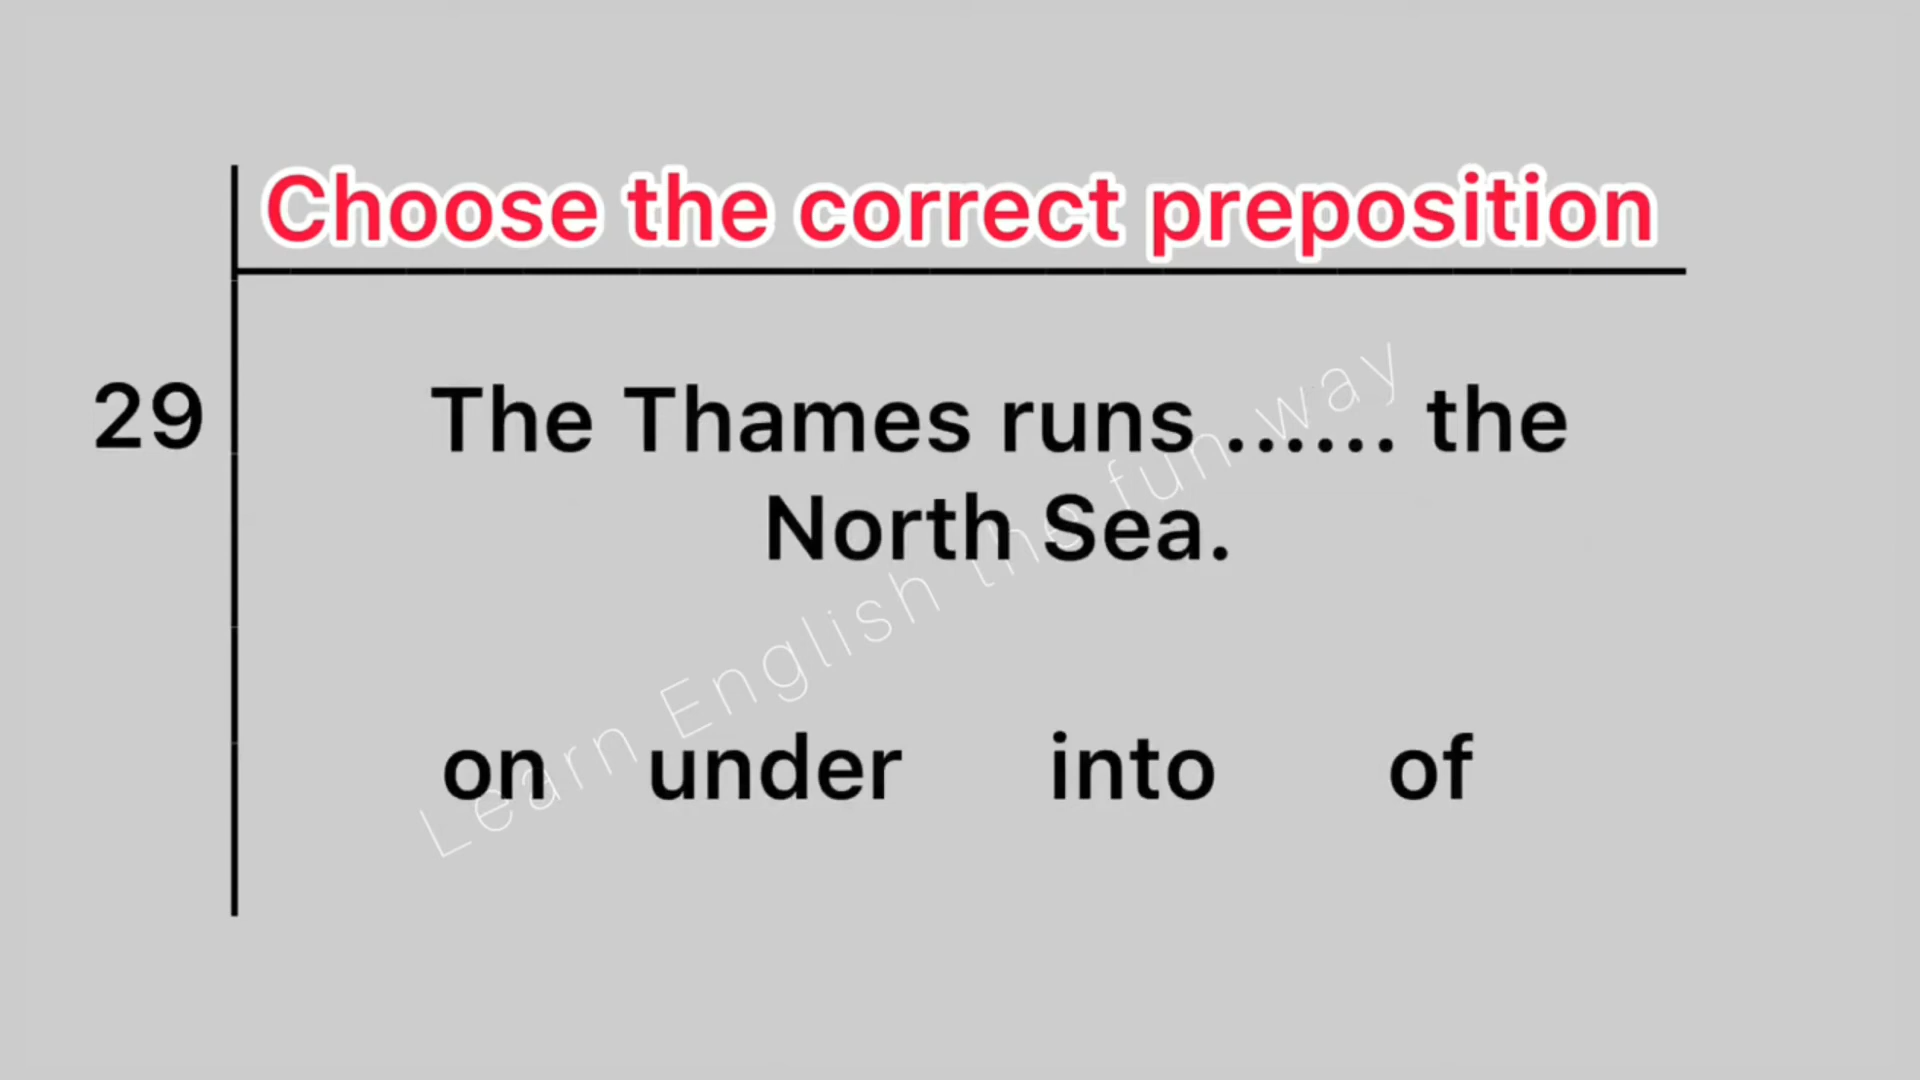 Choose the correct preposition
29 The Thames runs ...... the
North Sea.
on under into of
Learn English the fun way